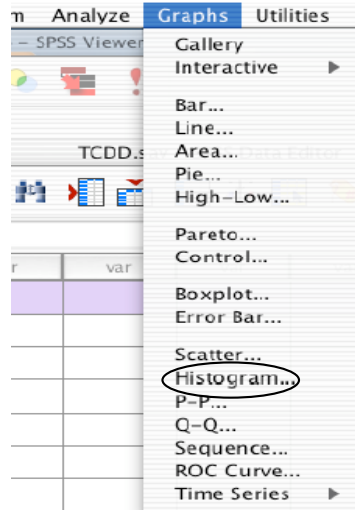 m Analyze Graphs Utilities
– SPSS Viewer
Gallery
Interactive
Bar...
Line...
TCDD.s
Area...
Data Editor
Pie...
High–Low...
Pareto...
Control...
r var
Boxplot...
Error Bar...
Scatter...
Histogram...
P–P...
Q–Q...
Sequence...
ROC Curve...
Time Series